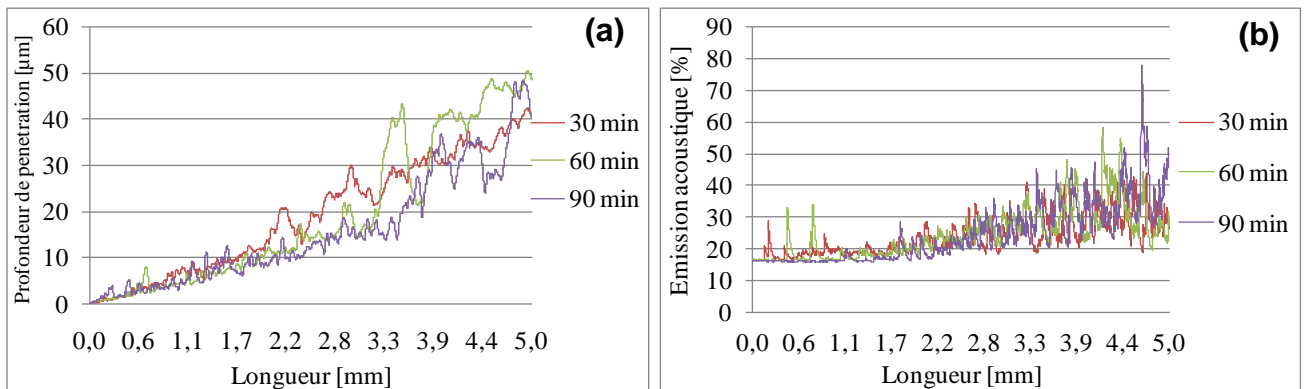 (a)
Profondeur de penetration [µm]
60
50
40
30
20
10
0
0,0 0,6 1,1 1,7 2,2 2,8 3,3 3,9 4,4 5,0
Longueur [mm]
30 min
60 min
90 min
(b)
Emission acoustique [%]
90
80
70
60
50
40
30
20
10
0
0,0 0,6 1,1 1,7 2,2 2,8 3,3 3,9 4,4 5,0
Longueur [mm]
30 min
60 min
90 min